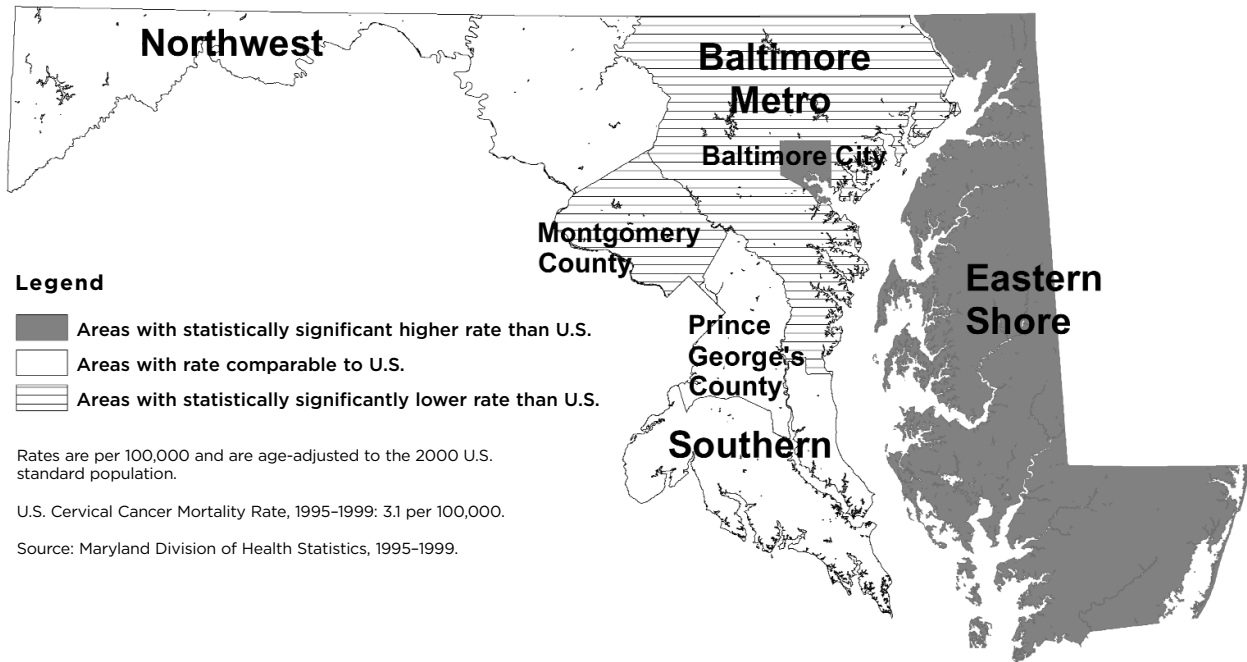 Northwest
Baltimore
Metro
Baltimore City
Montgomery
County
Eastern
Shore
Prince
George's
County
Southern
Legend
Areas with statistically significant higher rate than U.S.
Areas with rate comparable to U.S.
Areas with statistically significantly lower rate than U.S.
Rates are per 100,000 and are age-adjusted to the 2000 U.S.
standard population.
U.S. Cervical Cancer Mortality Rate, 1995–1999: 3.1 per 100,000.
Source: Maryland Division of Health Statistics, 1995–1999.